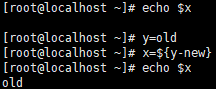 [root@localhost ~]# echo $x

[root@localhost ~]# y=old
[root@localhost ~]# x=${y-new}
[root@localhost ~]# echo $x
old